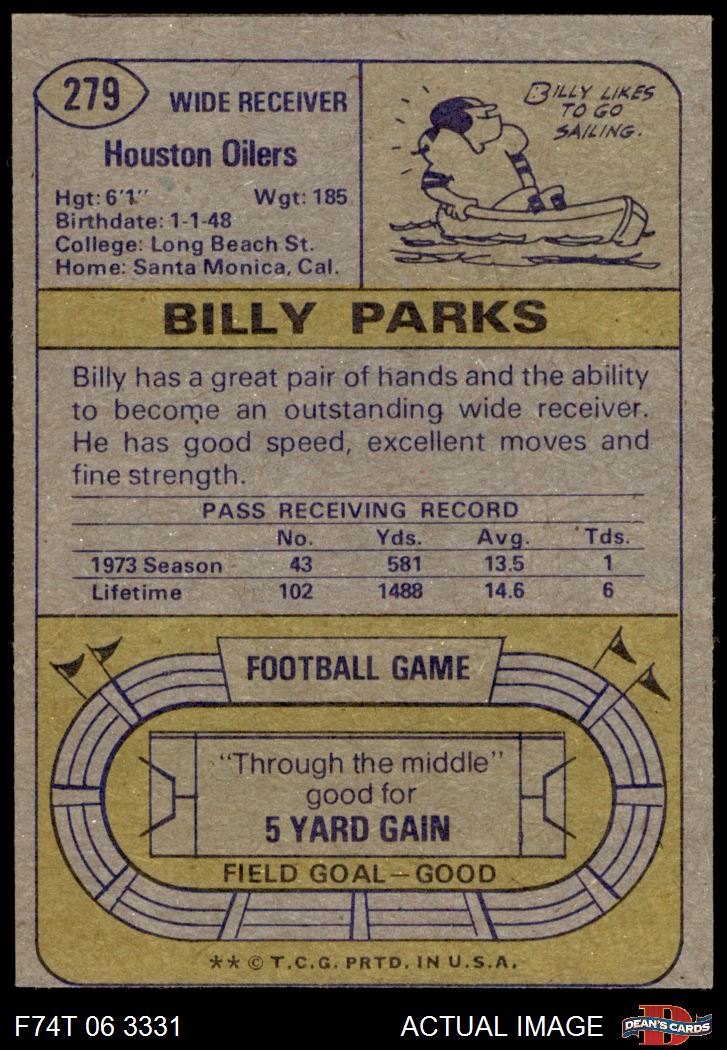 279
WIDE RECEIVER
Houston Oilers
Hgt: 6'1" Wgt: 185
Birthdate: 1-1-48
College: Long Beach St.
Home: Santa Monica, Cal.
BILLY LIKES
TO GO
SAILING.
BILLY PARKS
Billy has a great pair of hands and the ability
to become an outstanding wide receiver.
He has good speed, excellent moves and
fine strength.
PASS RECEIVING RECORD
No. Yds. Avg. Tds.
1973 Season 43 581 13.5 1
Lifetime 102 1488 14.6 6
FOOTBALL GAME
"Through the middle"
good for
5 YARD GAIN
FIELD GOAL—GOOD
** © T.C.G. PRTD. IN U.S.A.
F74T 06 3331 ACTUAL IMAGE
DEAN'S CARDS